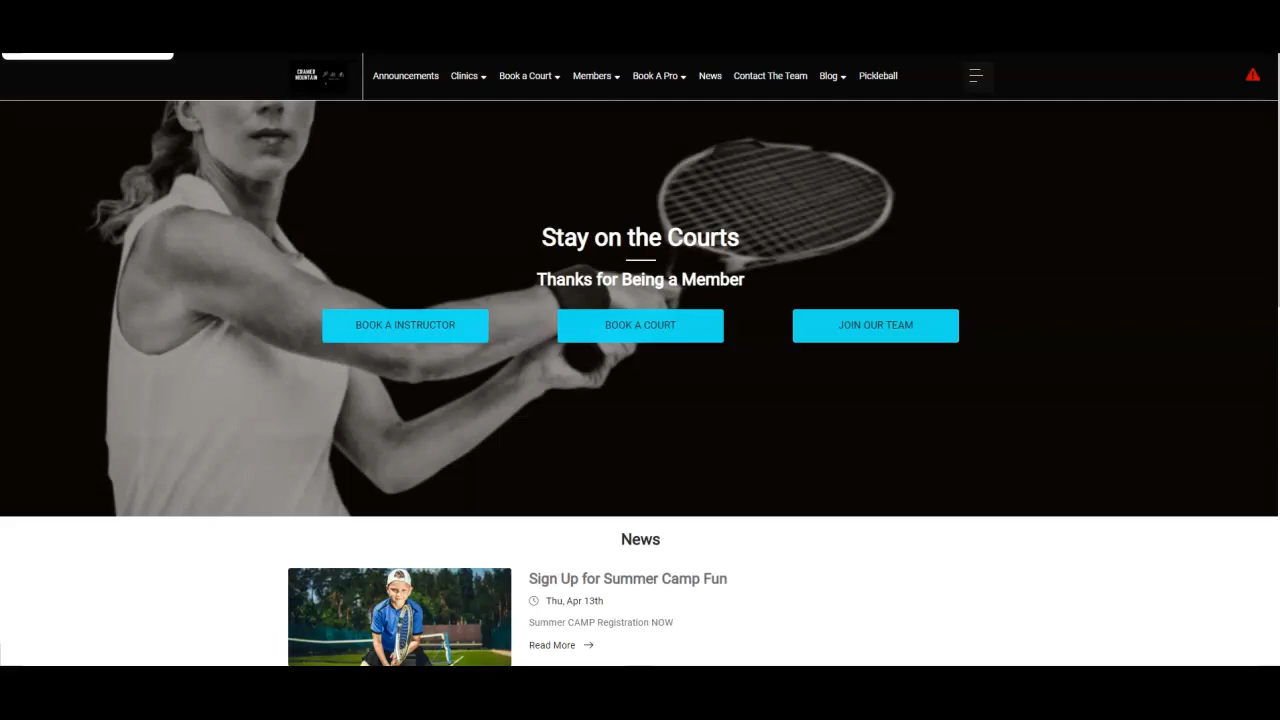 CRAMER
MOUNTAIN
Announcements Clinics Book a Court Members Book A Pro News Contact The Team Blog Pickleball
Stay on the Courts
Thanks for Being a Member
BOOK A INSTRUCTOR BOOK A COURT JOIN OUR TEAM
News
Sign Up for Summer Camp Fun
Thu, Apr 13th
Summer CAMP Registration NOW
Read More